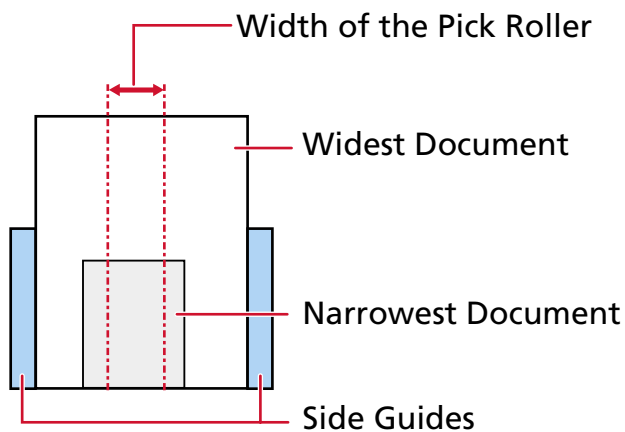 Width of the Pick Roller
Widest Document
Narrowest Document
Side Guides